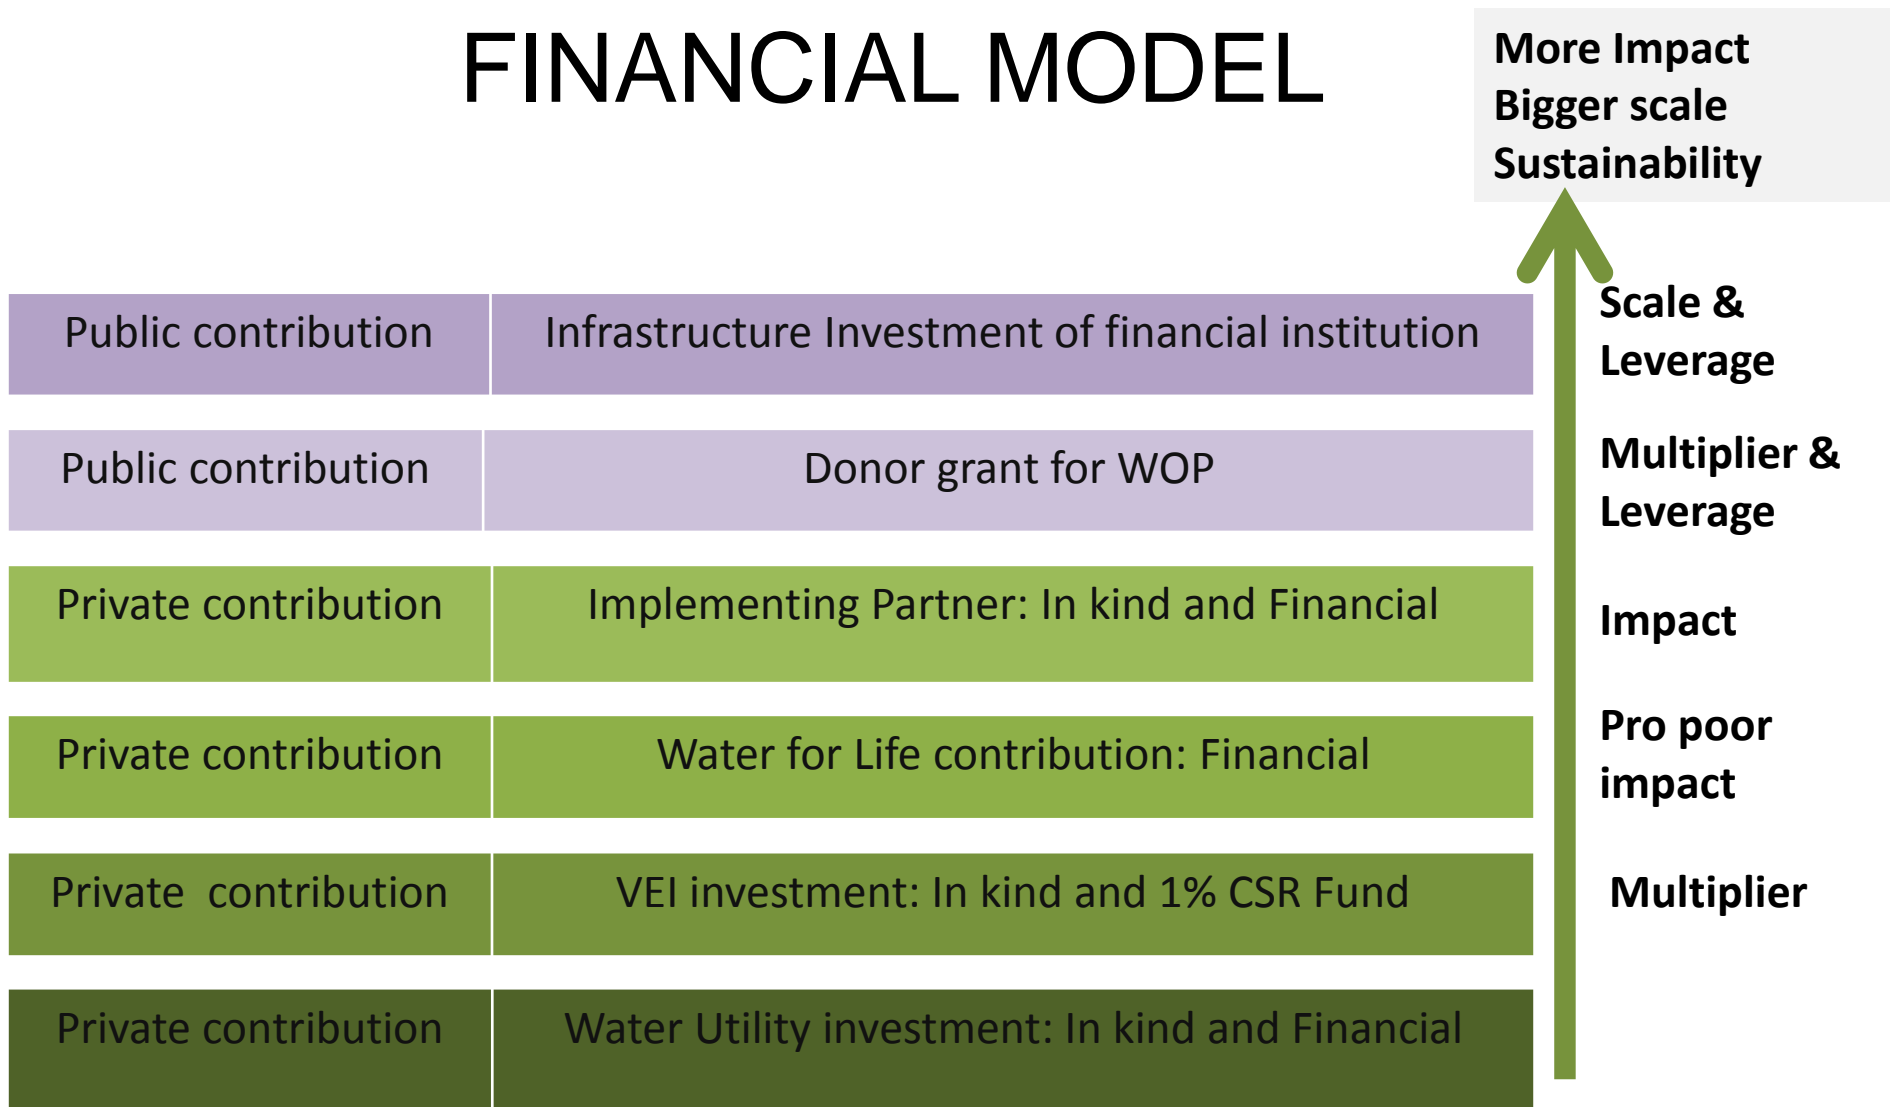 FINANCIAL MODEL
More Impact
Bigger scale
Sustainability
Public contribution
Infrastructure Investment of financial institution
Scale &
Leverage
Public contribution
Donor grant for WOP
Multiplier &
Leverage
Private contribution
Implementing Partner: In kind and Financial
Impact
Private contribution
Water for Life contribution: Financial
Pro poor
impact
Private contribution
VEI investment: In kind and 1% CSR Fund
Multiplier
Private contribution
Water Utility investment: In kind and Financial